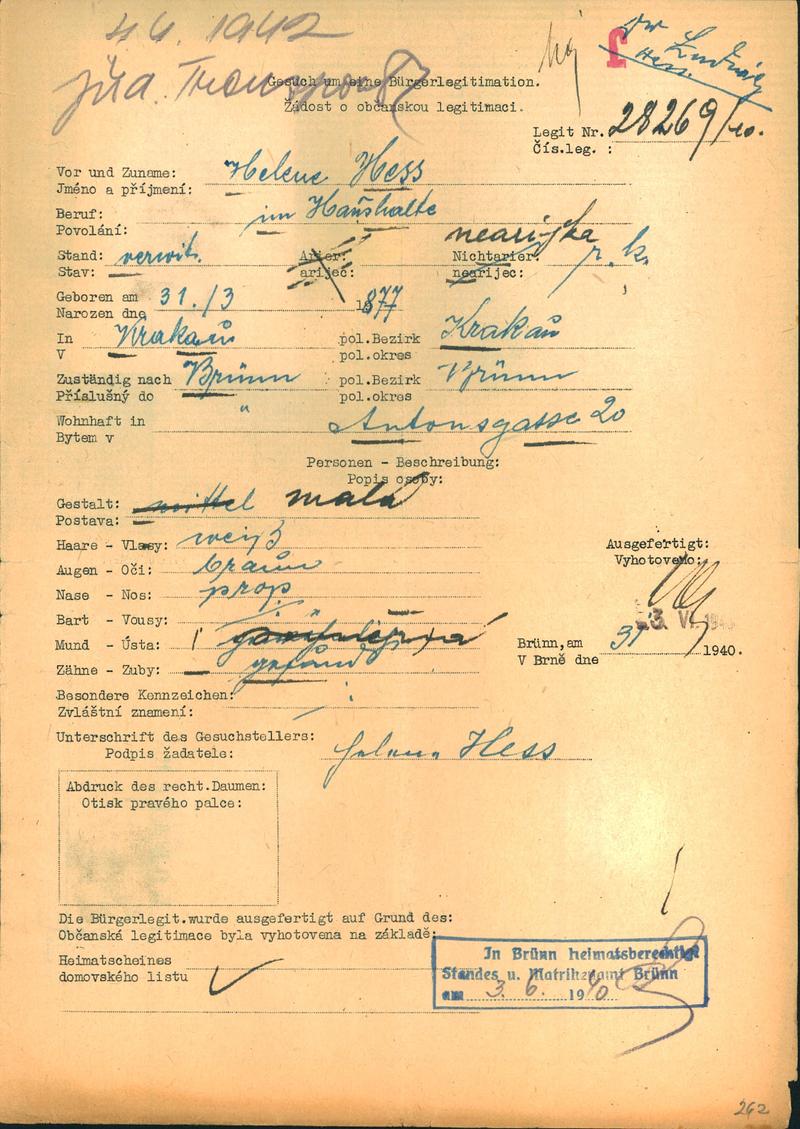 4.4. 1942
Jüd. Transport
J
Gesuch um eine Bürgerlegitimation.
Žádost o občanskou legitimaci.
Legit Nr. 28269/40.
Čís.leg. :
Vor und Zuname: Helene Hess
Jméno a příjmení:
Beruf: im Haushalte
Povolání:
nearijka
Stand: verwit. Arier: Nichtarier: r. k.
Stav: arijec: nearijec:
Geboren am 31./3 1877
Narozen dne
In Krakau pol.Bezirk Krakau
V pol.okres
Zuständig nach Brünn pol.Bezirk Brünn
Příslušný do pol.okres
Wohnhaft in " Antonsgasse 20
Bytem v
Personen - Beschreibung:
Popis osoby:
Gestalt: mittel malá
Postava:
Haare - Vlasy: weiß
Ausgefertigt:
Vyhotoveno:
Augen - Oči: braun
Nase - Nos: prop
Bart - Vousy:
Mund - Ústa:
Zähne - Zuby: gesund
Brünn, am 31 1940.
V Brně dne
Besondere Kennzeichen:
Zvláštní znamení:
Unterschrift des Gesuchstellers: Helene Hess
Podpis žadatele:
Abdruck des recht.Daumen:
Otisk pravého palce:
Die Bürgerlegit.wurde ausgefertigt auf Grund des:
Občanská legitimace byla vyhotovena na základě:
Heimatscheines
domovského listu
In Brünn heimatsberechtigt
Standes u. Matrikenamt Brünn
am 3. 6. 1940
262